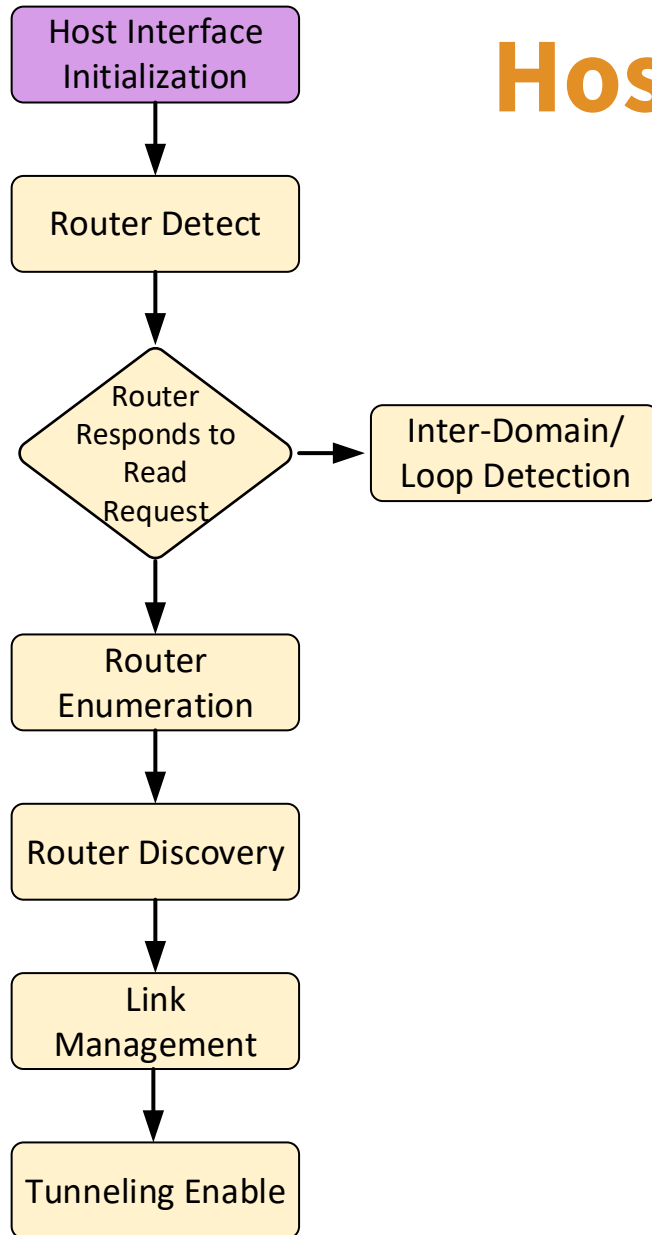 Host Interface
Initialization
Hos
Router Detect
Router
Responds to
Read
Request
Inter-Domain/
Loop Detection
Router
Enumeration
Router Discovery
Link
Management
Tunneling Enable